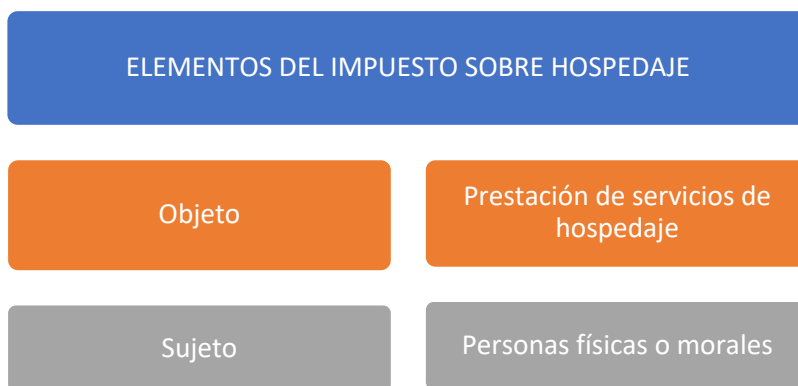 ELEMENTOS DEL IMPUESTO SOBRE HOSPEDAJE
Objeto
Prestación de servicios de
hospedaje
Sujeto
Personas físicas o morales